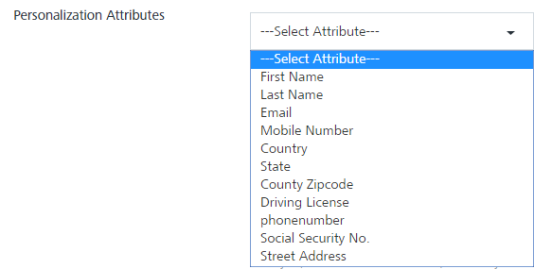 Personalization Attributes
---Select Attribute---
---Select Attribute---
First Name
Last Name
Email
Mobile Number
Country
State
County Zipcode
Driving License
phonenumber
Social Security No.
Street Address